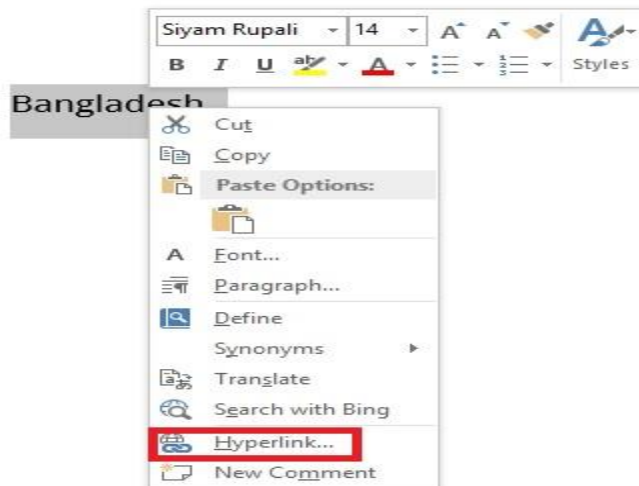 Siyam Rupali 14 A A A
B I U ab A Styles
Bangladesh
Cut
Copy
Paste Options:
A Font...
Paragraph...
Define
Synonyms
Translate
Search with Bing
Hyperlink...
New Comment